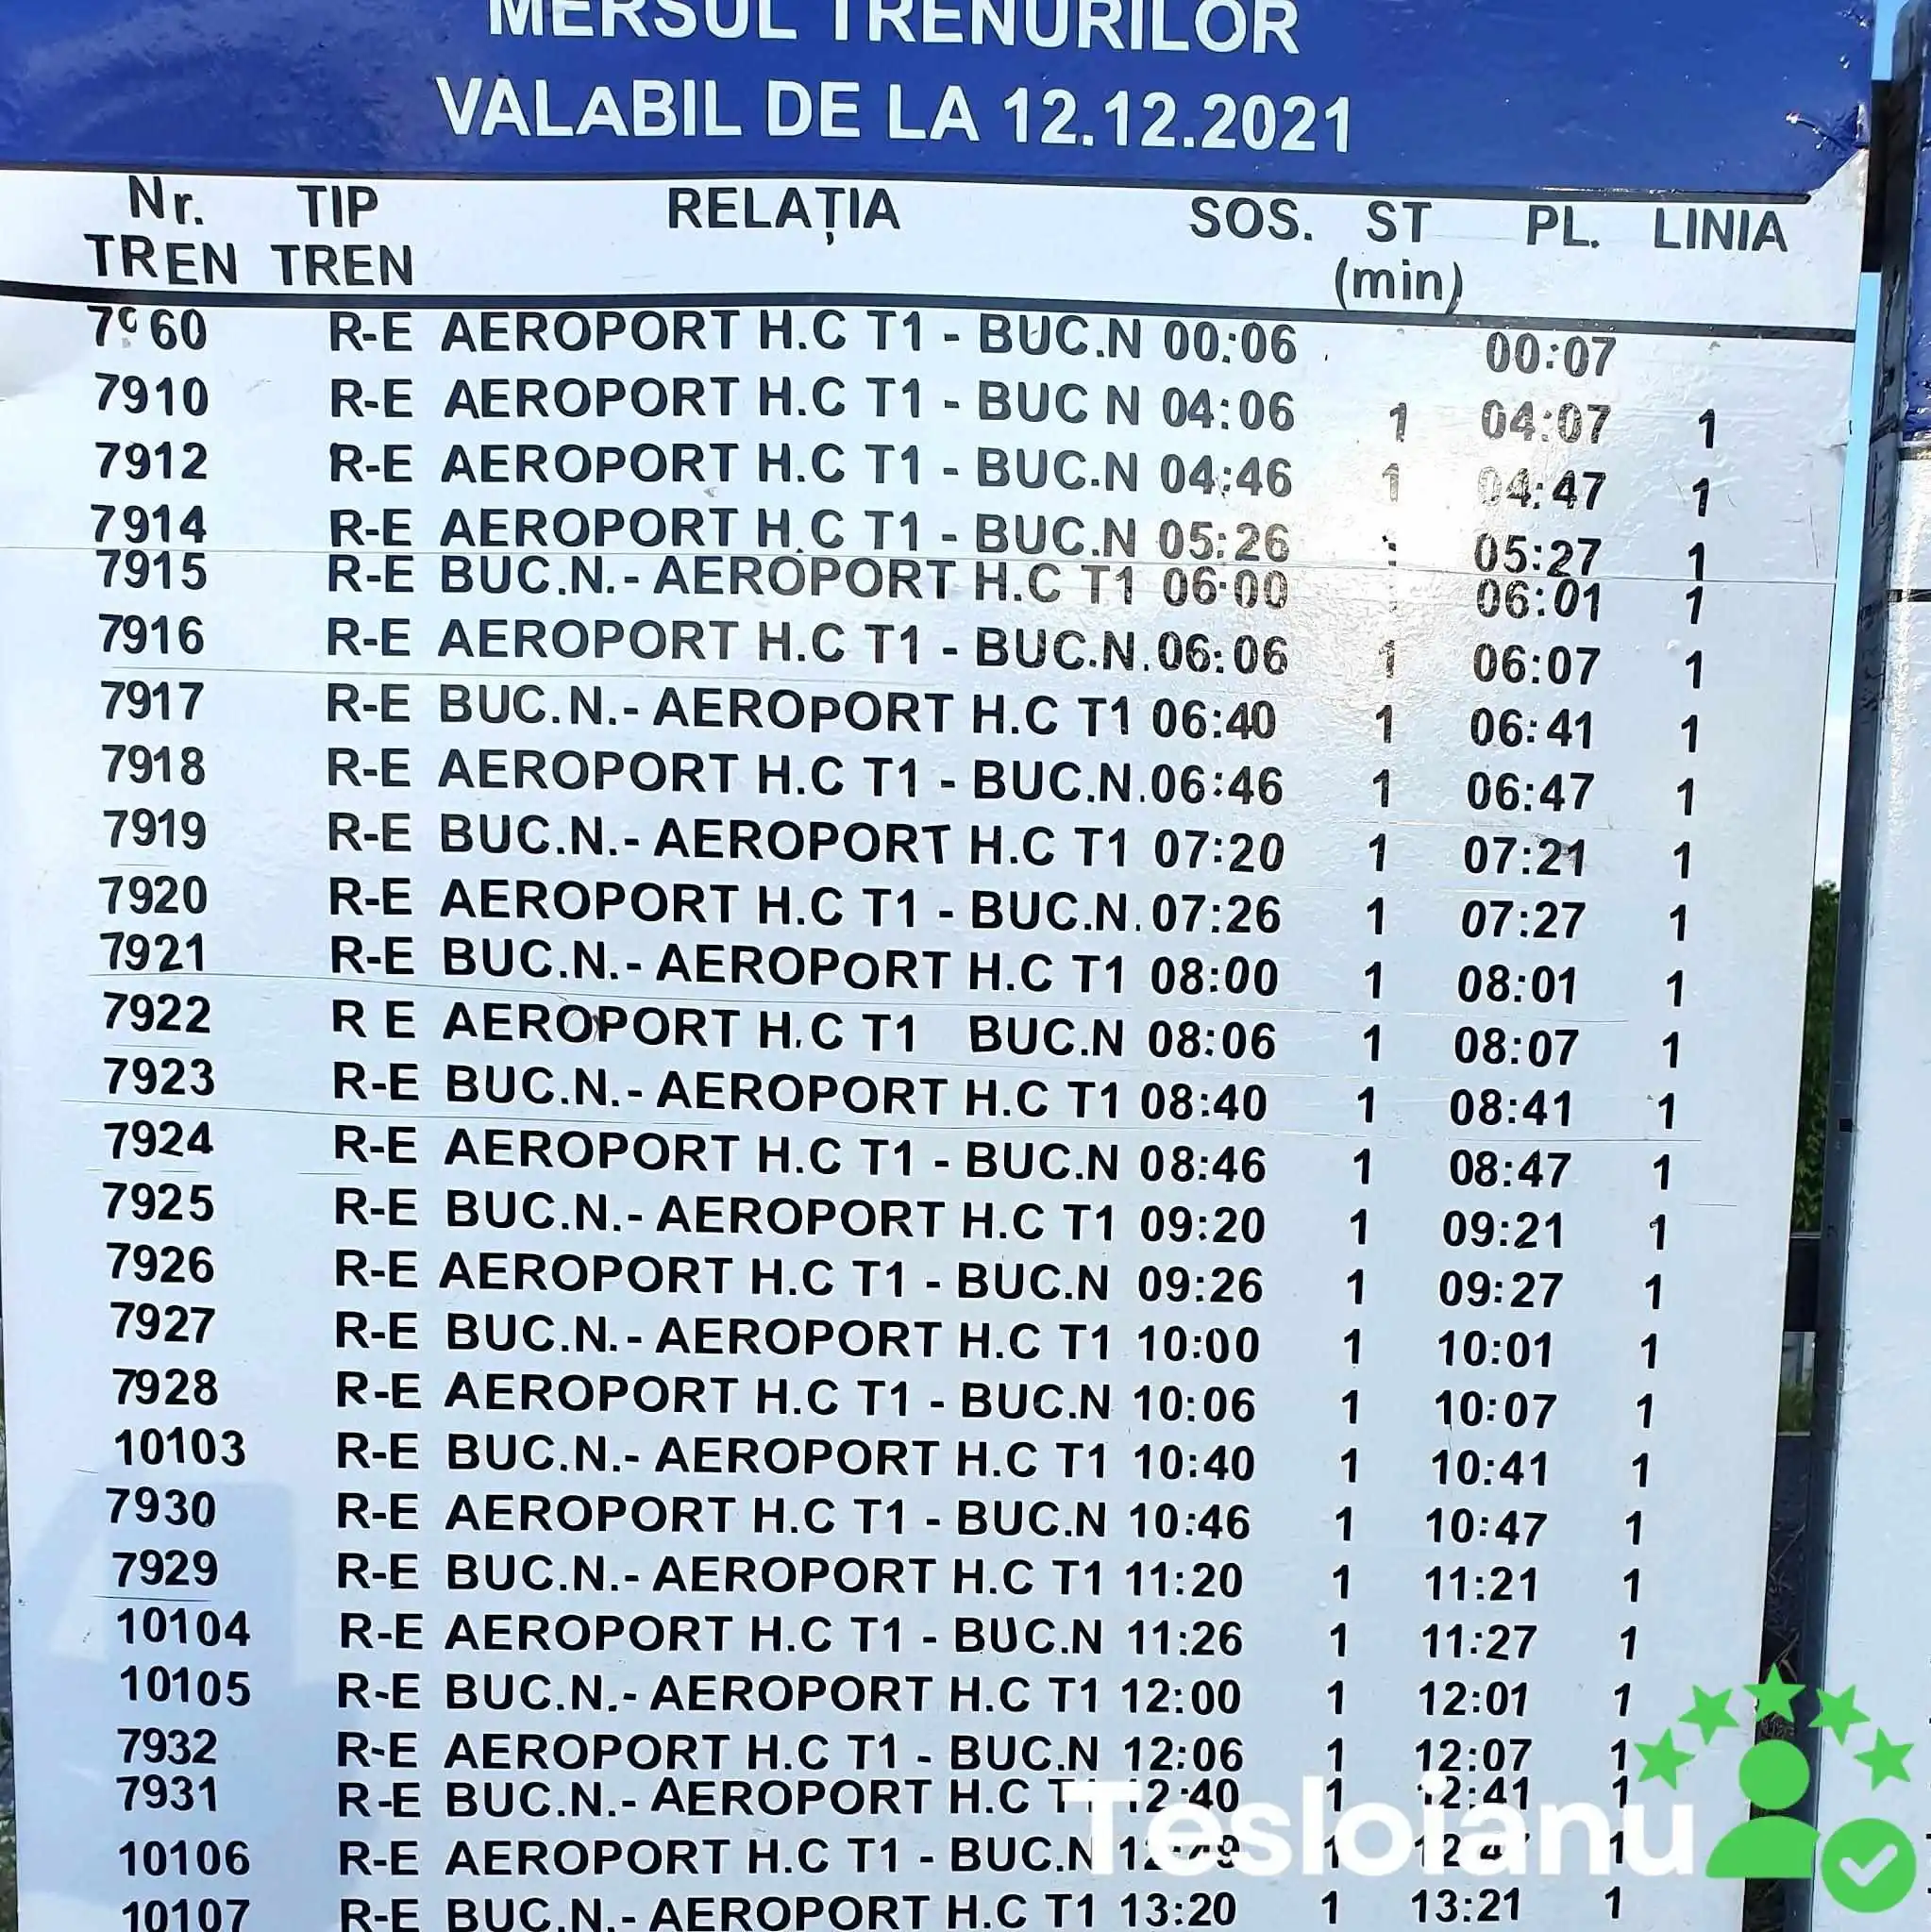 MERSUL TRENURILOR
VALABIL DE LA 12.12.2021
Nr. TREN TIP TREN RELAȚIA SOS. ST (min) PL. LINIA
R-E AEROPORT H.C T1 - BUC.N 00:06 00:07
7910 R-E AEROPORT H.C T1 - BUC N 04:06 1 04:07 1
7912 R-E AEROPORT H.C T1 - BUC.N 04:46 1 04:47 1
7914 R-E AEROPORT H.C T1 - BUC.N 05:26 05:27 1
7915 R-E BUC.N.- AEROPORT H.C T1 06:00 06:01 1
7916 R-E AEROPORT H.C T1 - BUC.N. 06:06 1 06:07 1
7917 R-E BUC.N.- AEROPORT H.C T1 06:40 1 06:41 1
7918 R-E AEROPORT H.C T1 - BUC.N. 06:46 1 06:47 1
7919 R-E BUC.N.- AEROPORT H.C T1 07:20 1 07:21 1
7920 R-E AEROPORT H.C T1 - BUC.N. 07:26 1 07:27 1
7921 R-E BUC.N.- AEROPORT H.C T1 08:00 1 08:01 1
7922 R E AEROPORT H.C T1 BUC.N 08:06 1 08:07 1
7923 R-E BUC.N.- AEROPORT H.C T1 08:40 1 08:41 1
7924 R-E AEROPORT H.C T1 - BUC.N 08:46 1 08:47 1
7925 R-E BUC.N.- AEROPORT H.C T1 09:20 1 09:21 1
7926 R-E AEROPORT H.C T1 - BUC.N 09:26 1 09:27 1
7927 R-E BUC.N.- AEROPORT H.C T1 10:00 1 10:01 1
7928 R-E AEROPORT H.C T1 - BUC.N 10:06 1 10:07 1
10103 R-E BUC.N.- AEROPORT H.C T1 10:40 1 10:41 1
7930 R-E AEROPORT H.C T1 - BUC.N 10:46 1 10:47 1
7929 R-E BUC.N.- AEROPORT H.C T1 11:20 1 11:21 1
10104 R-E AEROPORT H.C T1 - BUC.N 11:26 1 11:27 1
10105 R-E BUC.N.- AEROPORT H.C T1 12:00 1 12:01 1
7932 R-E AEROPORT H.C T1 - BUC.N 12:06 1 12:07 1
7931 R-E BUC.N.- AEROPORT H.C T1 12:40 1 12:41 1
10106 R-E AEROPORT H.C T1 - BUC.N 1 1
10107 R-E BUC.N.- AEROPORT H.C T1 13:20 1 13:21 1
Tesloianu